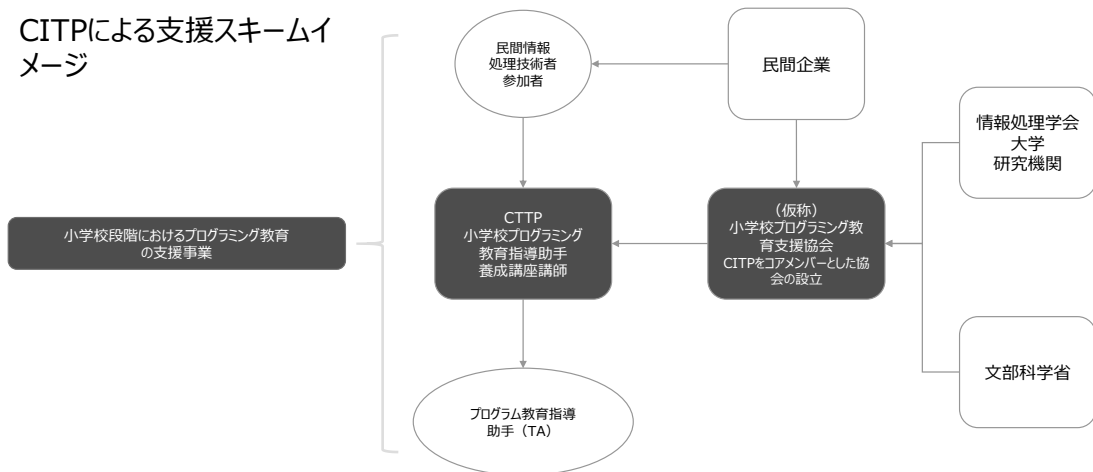 CITPによる支援スキームイ
メージ
民間情報
処理技術者
参加者
民間企業
情報処理学会
大学
研究機関
小学校段階におけるプログラミング教育
の支援事業
CTTP
小学校プログラミング
教育指導助手
養成講座講師
（仮称）
小学校プログラミング教
育支援協会
CITPをコアメンバーとした協
会の設立
文部科学省
プログラム教育指導
助手（TA）